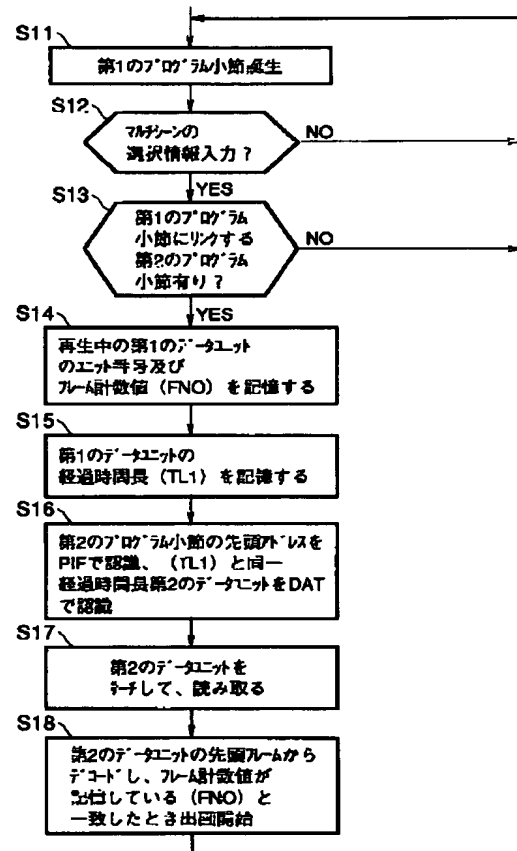 S11
第1のプログラム小節再生
S12
マルチシーンの
選択情報入力？
NO
YES
S13
第1のプログラム
小節にリンクする
第2のプログラム
小節有り？
NO
YES
S14
再生中の第1のデータユニット
のユニット番号及び
フレーム計数値（FNO）を記憶する
S15
第1のデータユニットの
経過時間長（TL1）を記憶する
S16
第2のプログラム小節の先頭アドレスを
PIFで認識、（TL1）と同一
経過時間長第2のデータユニットをDAT
で認識
S17
第2のデータユニットを
サーチして、読み取る
S18
第2のデータユニットの先頭フレームから
デコードし、フレーム計数値が
記憶している（FNO）と
一致したとき出画開始